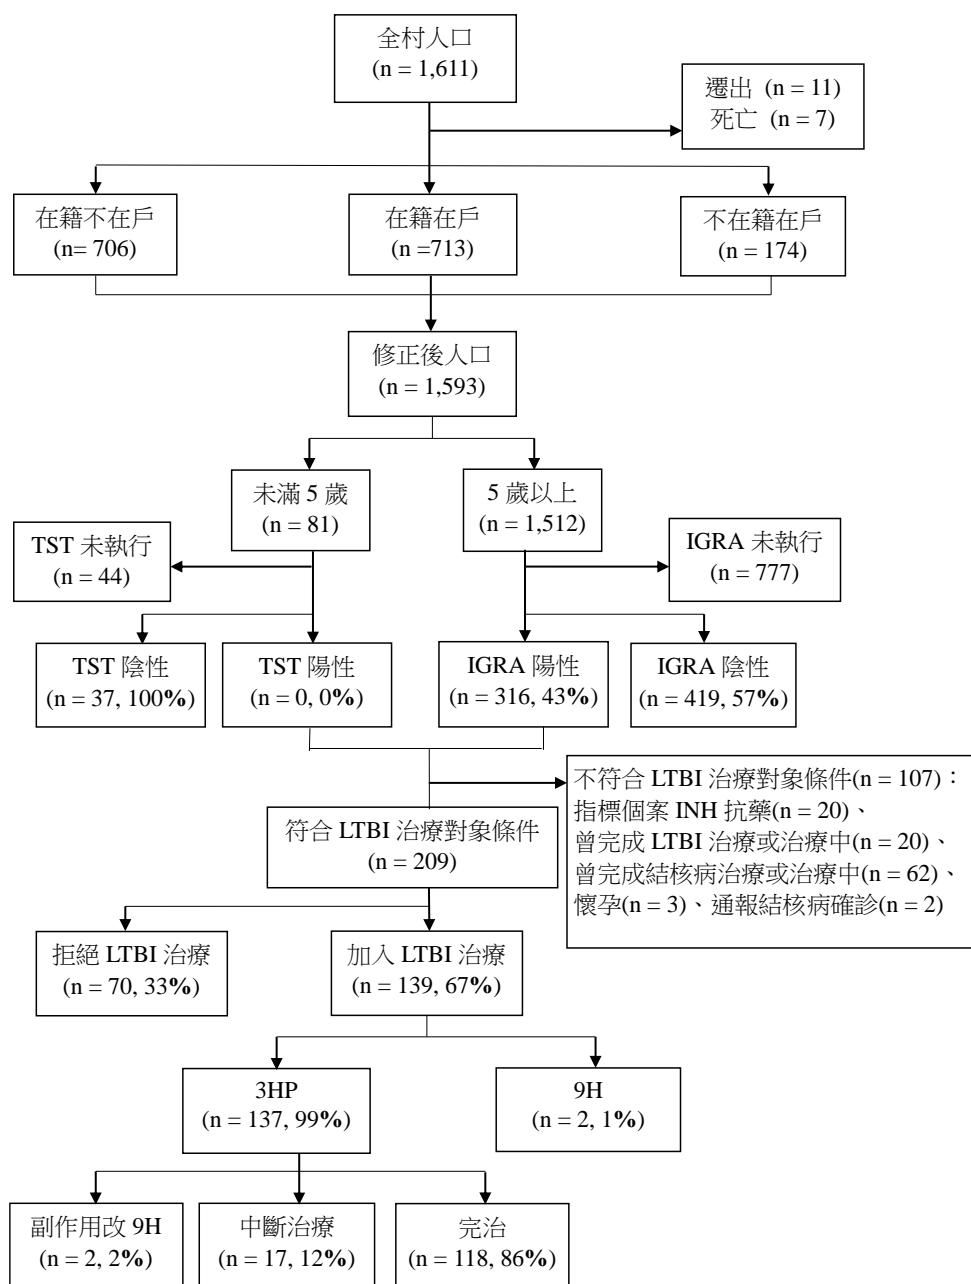 全村人口
(n = 1,611)
遷出 (n = 11)
死亡 (n = 7)
在籍不在戶
(n= 706)
在籍在戶
(n =713)
不在籍在戶
(n = 174)
修正後人口
(n = 1,593)
未滿 5 歲
(n = 81)
5 歲以上
(n = 1,512)
TST 未執行
(n = 44)
IGRA 未執行
(n = 777)
TST 陰性
(n = 37, 100%)
TST 陽性
(n = 0, 0%)
IGRA 陽性
(n = 316, 43%)
IGRA 陰性
(n = 419, 57%)
不符合 LTBI 治療對象條件(n = 107)：
指標個案 INH 抗藥(n = 20)、
曾完成 LTBI 治療或治療中(n = 20)、
曾完成結核病治療或治療中(n = 62)、
懷孕(n = 3)、通報結核病確診(n = 2)
符合 LTBI 治療對象條件
(n = 209)
拒絕 LTBI 治療
(n = 70, 33%)
加入 LTBI 治療
(n = 139, 67%)
3HP
(n = 137, 99%)
9H
(n = 2, 1%)
副作用改 9H
(n = 2, 2%)
中斷治療
(n = 17, 12%)
完治
(n = 118, 86%)